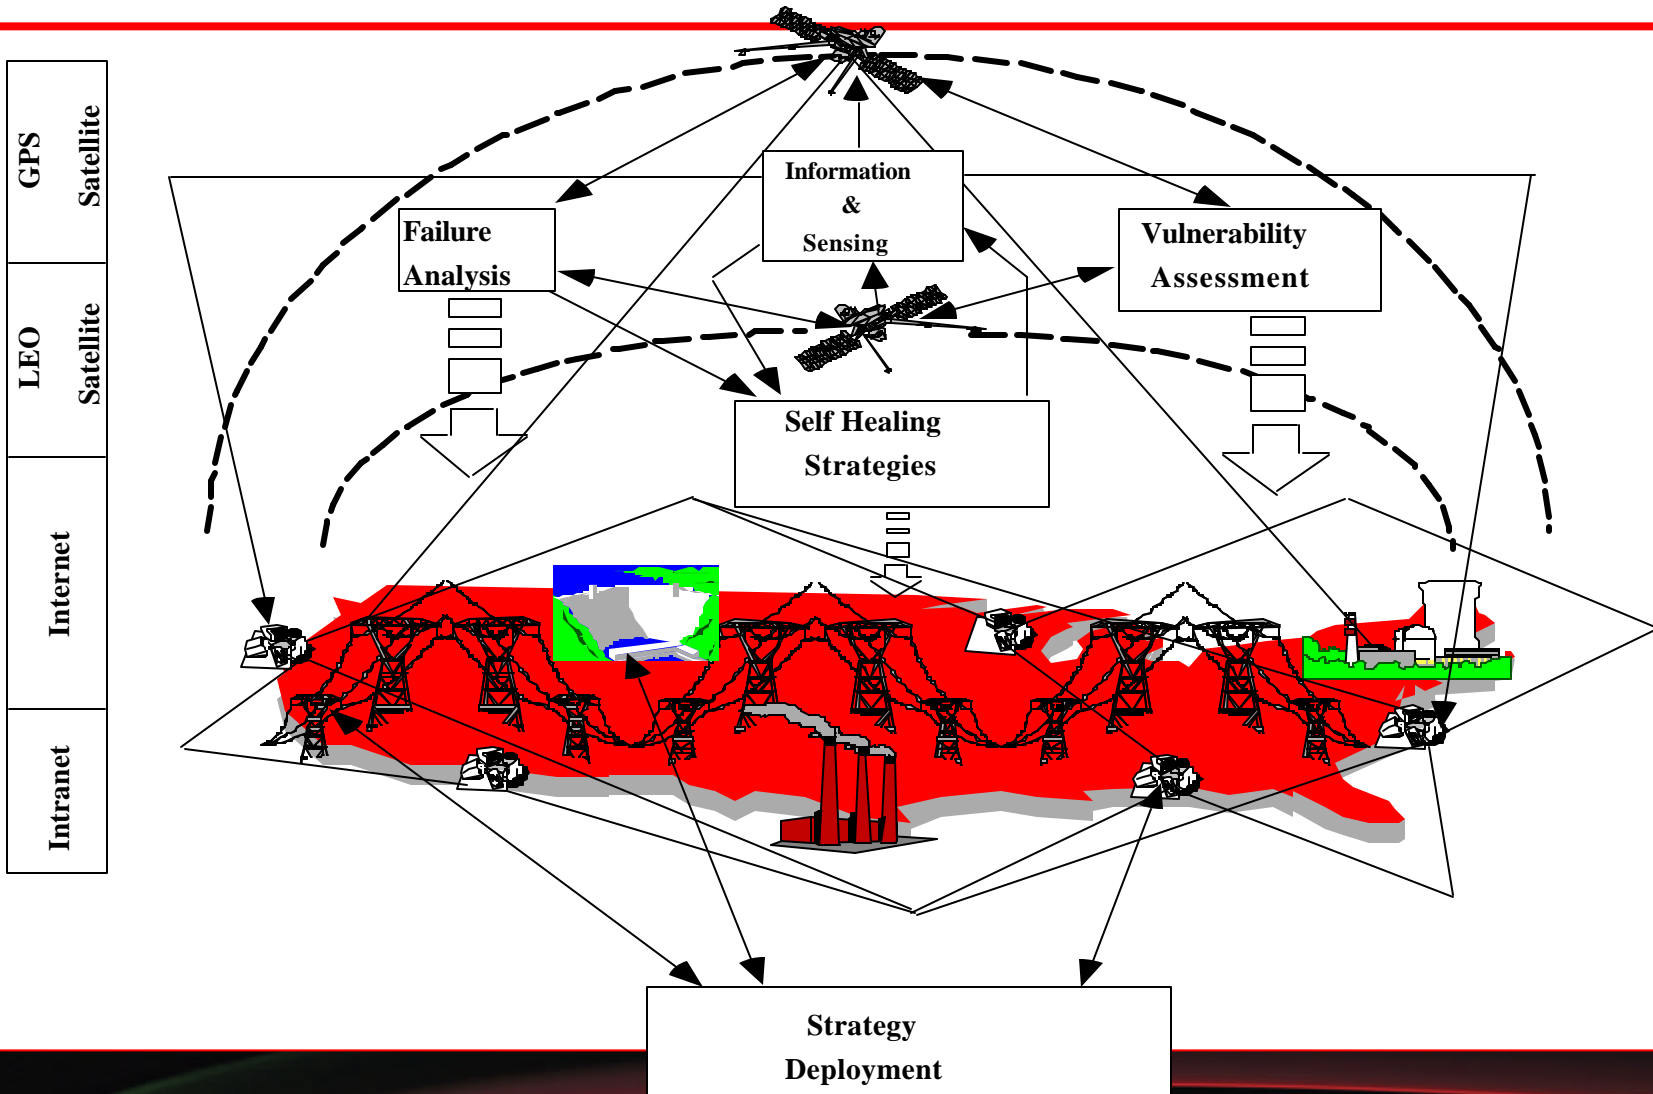 GPS
Satellite
LEO
Satellite
Internet
Intranet
Information
&
Sensing
Failure
Analysis
Vulnerability
Assessment
Self Healing
Strategies
Strategy
Deployment